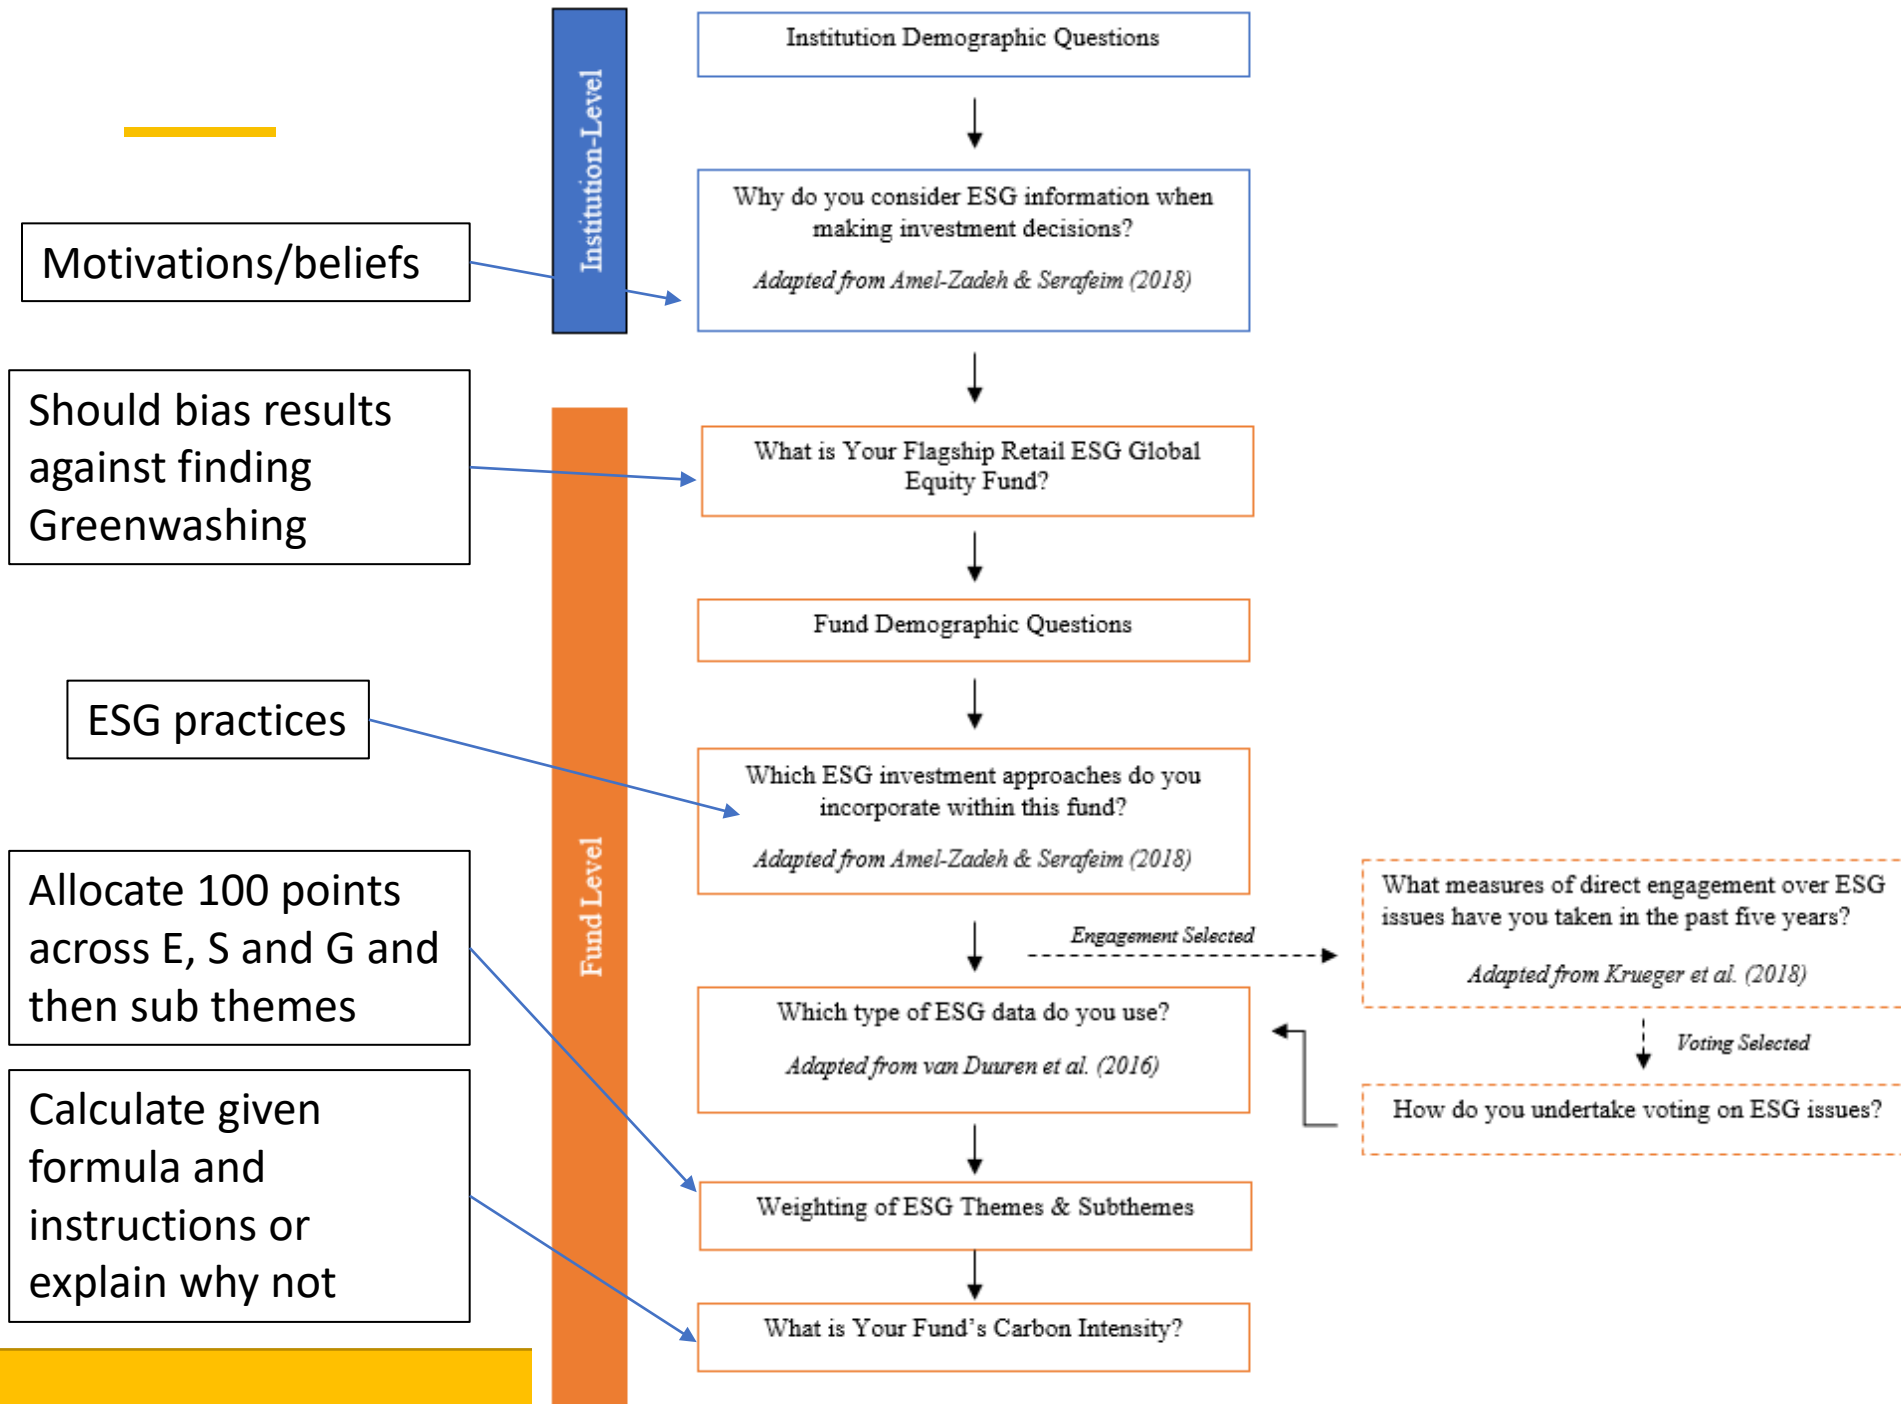 Institution-Level
Institution Demographic Questions
Why do you consider ESG information when
making investment decisions?
Adapted from Amel-Zadeh & Serafeim (2018)
Motivations/beliefs
Should bias results
against finding
Greenwashing
Fund Level
What is Your Flagship Retail ESG Global
Equity Fund?
Fund Demographic Questions
ESG practices
Which ESG investment approaches do you
incorporate within this fund?
Adapted from Amel-Zadeh & Serafeim (2018)
Engagement Selected
What measures of direct engagement over ESG
issues have you taken in the past five years?
Adapted from Krueger et al. (2018)
Voting Selected
How do you undertake voting on ESG issues?
Allocate 100 points
across E, S and G and
then sub themes
Which type of ESG data do you use?
Adapted from van Duuren et al. (2016)
Weighting of ESG Themes & Subthemes
Calculate given
formula and
instructions or
explain why not
What is Your Fund's Carbon Intensity?